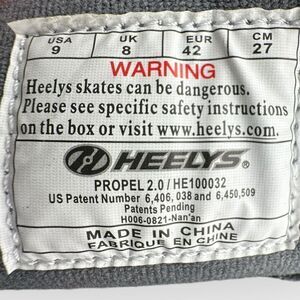 USA 9 UK 8 EUR 42 CM 27
WARNING
Heelys skates can be dangerous.
Please see specific safety instructions
on the box or visit www.heelys.com.
HEELYS®
PROPEL 2.0 / HE100032
US Patent Number 6,406,038 and 6,450,509
Patents Pending
H006-0821-Nan'an
MADE IN CHINA
FABRIQUE EN CHINE